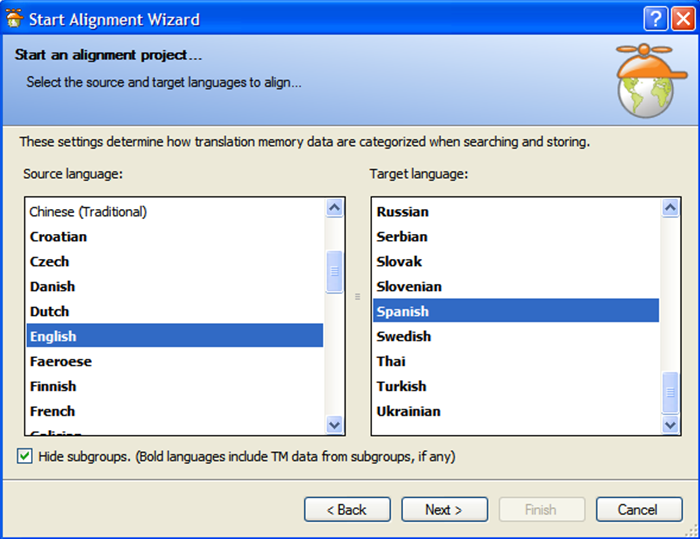 Start Alignment Wizard
Start an alignment project...
Select the source and target languages to align...
These settings determine how translation memory data are categorized when searching and storing.
Source language:
Target language:
Chinese (Traditional)
Croatian
Czech
Danish
Dutch
English
Faeroese
Finnish
French
Galician
Russian
Serbian
Slovak
Slovenian
Spanish
Swedish
Thai
Turkish
Ukrainian
Hide subgroups. (Bold languages include TM data from subgroups, if any)
< Back
Next >
Finish
Cancel